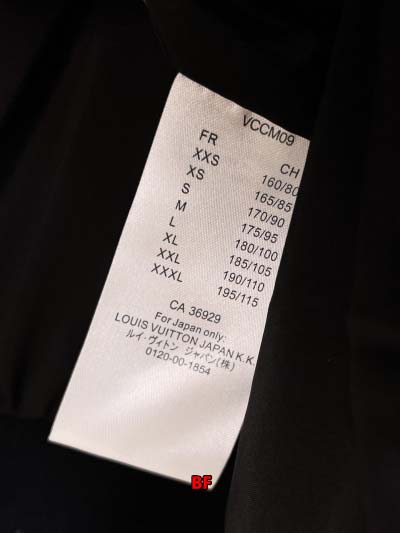 VCCM09
FR CH
XXS 160/80
XS 165/85
S 170/90
M 175/95
L 180/100
XL 185/105
XXL 190/110
XXXL 195/115
CA 36929
For Japan only:
LOUIS VUITTON JAPAN K.K.
ルイ・ヴィトン ジャパン(株)
0120-00-1854
BF